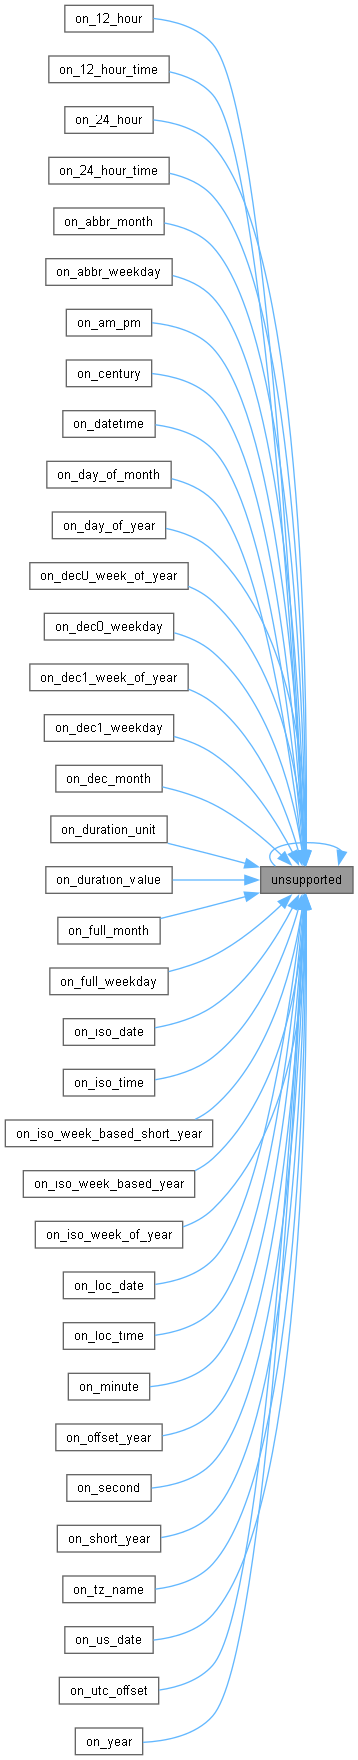 on_12_hour
on_12_hour_time
on_24_hour
on_24_hour_time
on_abbr_month
on_abbr_weekday
on_am_pm
on_century
on_datetime
on_day_of_month
on_day_of_year
on_dec0_week_of_year
on_dec0_weekday
on_dec1_week_of_year
on_dec1_weekday
on_dec_month
on_duration_unit
on_duration_value
unsupported
on_full_month
on_full_weekday
on_iso_date
on_iso_time
on_iso_week_based_short_year
on_iso_week_based_year
on_iso_week_of_year
on_loc_date
on_loc_time
on_minute
on_offset_year
on_second
on_short_year
on_tz_name
on_us_date
on_utc_offset
on_year